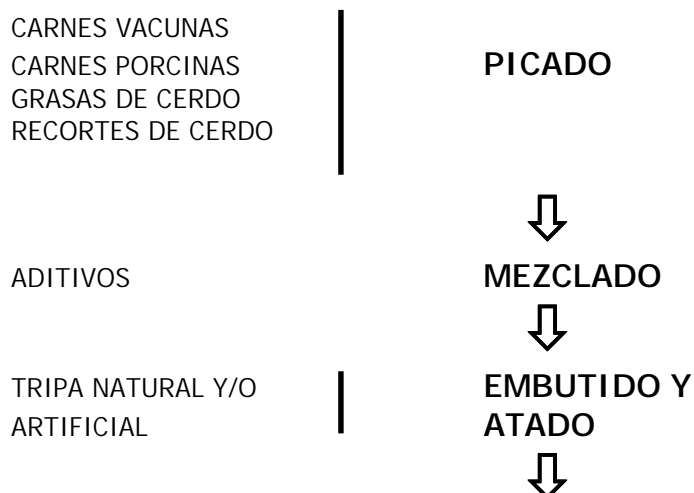 CARNES VACUNAS
CARNES PORCINAS
GRASAS DE CERDO
RECORTES DE CERDO
PICADO
ADITIVOS
MEZCLADO
TRIPA NATURAL Y/O
ARTIFICIAL
EMBUTIDO Y
ATADO